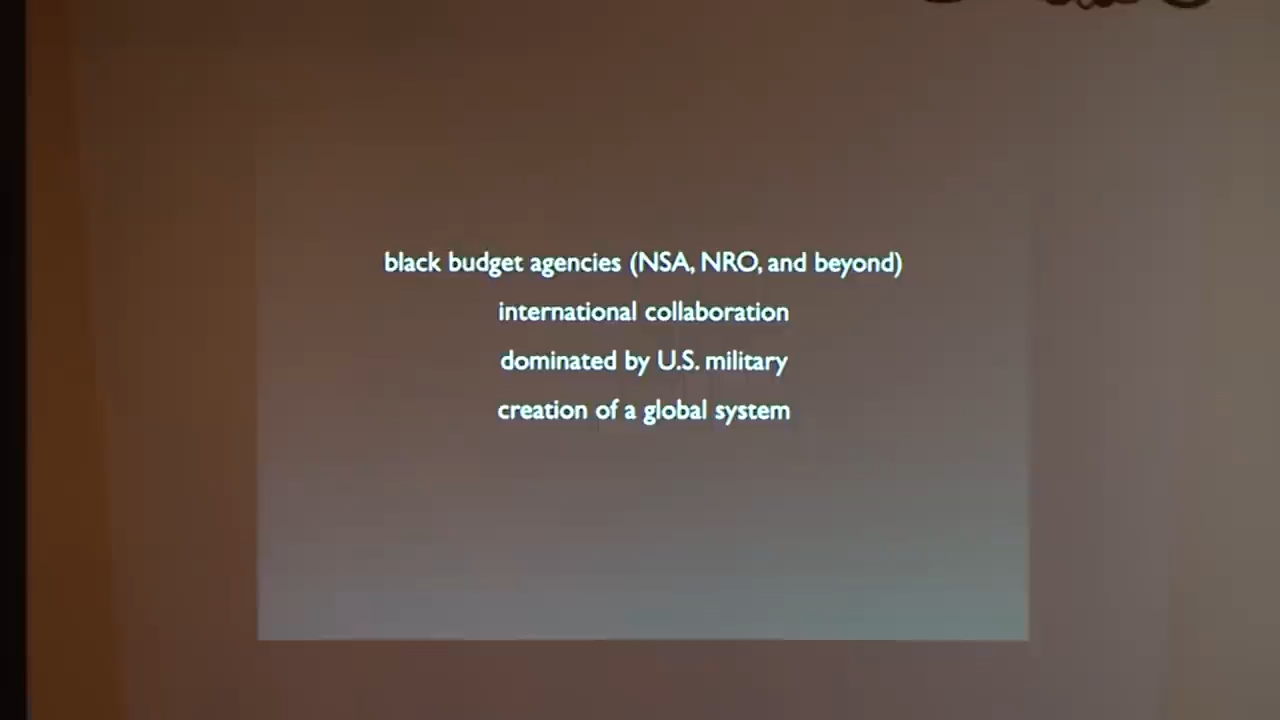 black budget agencies (NSA, NRO, and beyond)
international collaboration
dominated by U.S. military
creation of a global system